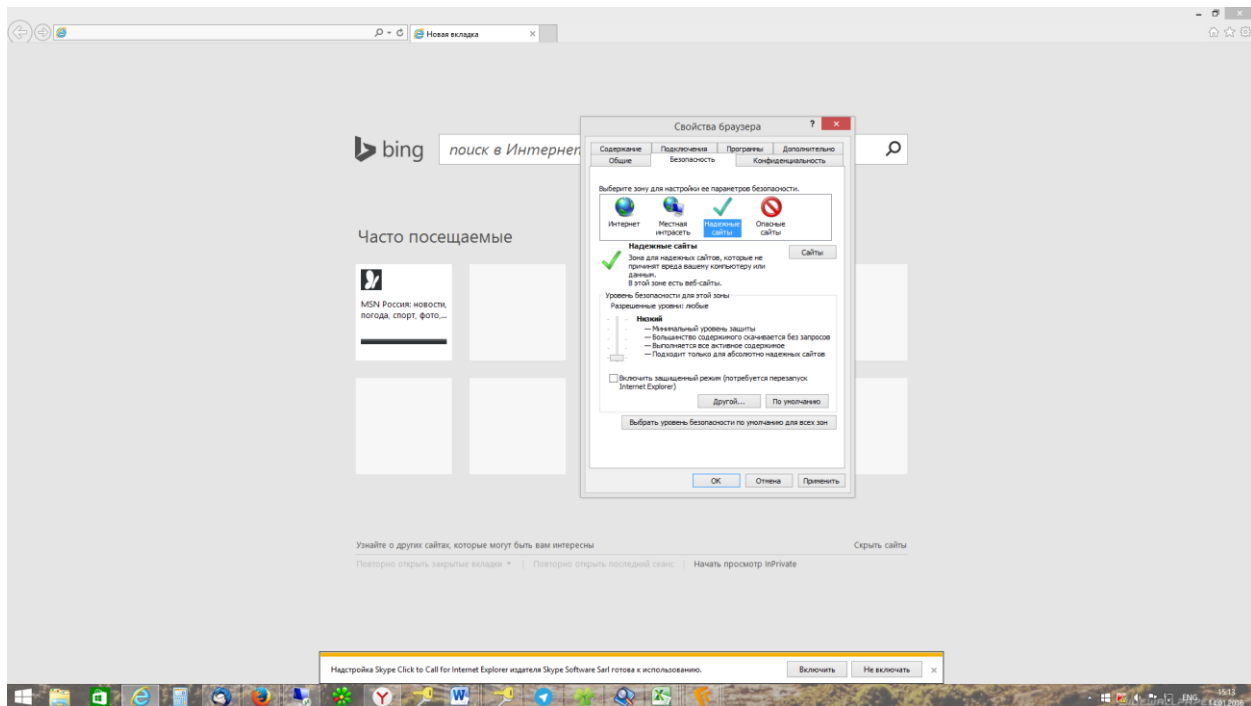 Новая вкладка
bing
поиск в Интернет
Часто посещаемые
MSN Россия: новости,
погода, спорт, фото,...
Свойства браузера
Содержание
Подключения
Программы
Дополнительно
Общие
Безопасность
Конфиденциальность
Выберите зону для настройки ее параметров безопасности.
Интернет
Местная
интрасеть
Надежные
сайты
Опасные
сайты
Надежные сайты
Зона для надежных сайтов, которые не
причинят вреда вашему компьютеру или
данным.
В этой зоне есть веб-сайты.
Сайты
Уровень безопасности для этой зоны
Разрешенные уровни: любые
Низкий
— Минимальный уровень защиты
— Большинство содержимого скачивается без запросов
— Выполняется все активное содержимое
— Подходит только для абсолютно надежных сайтов
Включить защищенный режим (потребуется перезапуск
Internet Explorer)
Другой...
По умолчанию
Выбрать уровень безопасности по умолчанию для всех зон
ОК
Отмена
Применить
Узнайте о других сайтах, которые могут быть вам интересны
Скрыть сайты
Повторно открыть закрытые вкладки
Повторно открыть последний сеанс
Начать просмотр InPrivate
Надстройка Skype Click to Call for Internet Explorer издателя Skype Software Sarl готова к использованию.
Включить
Не включать
ENG
15:13